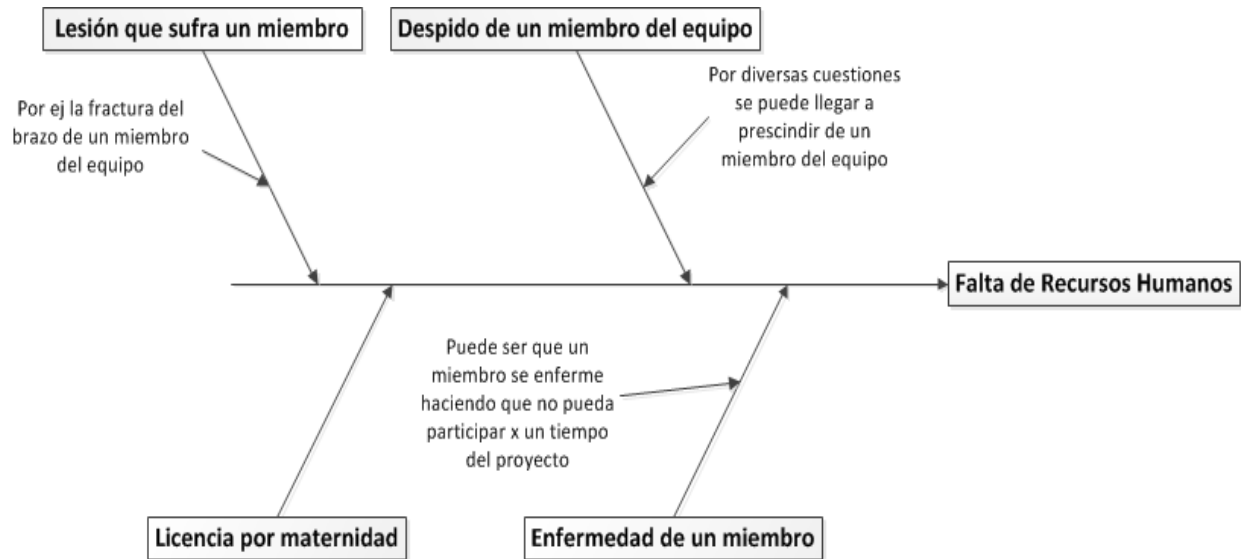 Lesión que sufra un miembro
Despido de un miembro del equipo
Por ej la fractura del
brazo de un miembro
del equipo
Por diversas cuestiones
se puede llegar a
prescindir de un
miembro del equipo
Falta de Recursos Humanos
Puede ser que un
miembro se enferme
haciendo que no pueda
participar x un tiempo
del proyecto
Licencia por maternidad
Enfermedad de un miembro